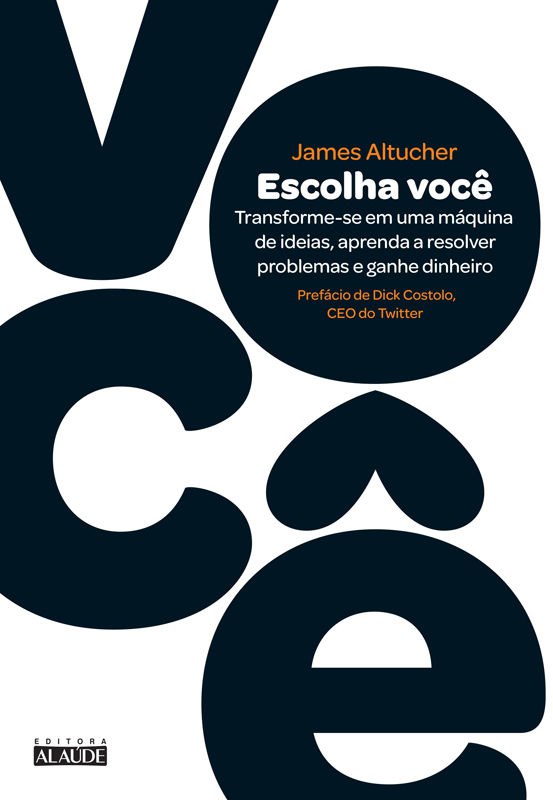 VOCÊ
James Altucher
Escolha você
Transforme-se em uma máquina
de ideias, aprenda a resolver
problemas e ganhe dinheiro
Prefácio de Dick Costolo,
CEO do Twitter
EDITORA
ALAÚDE